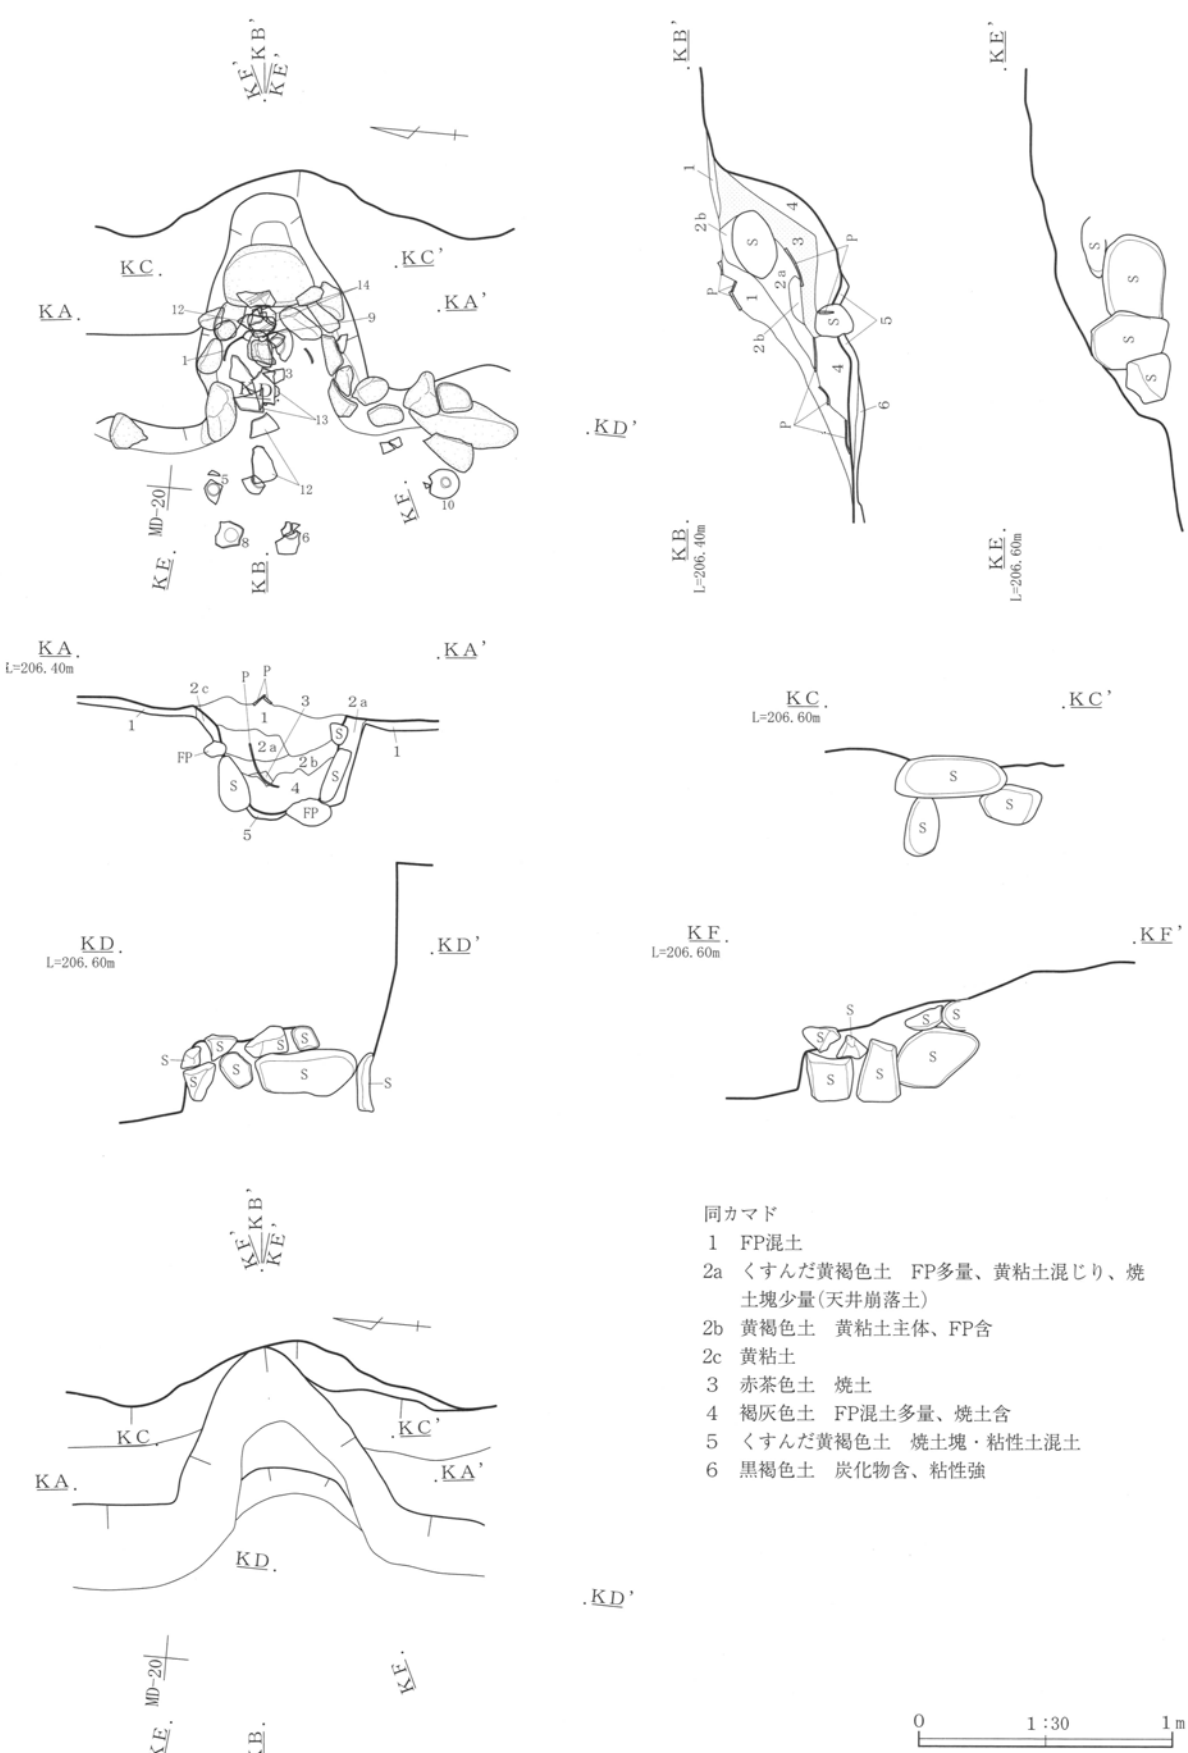 KF' KB' KE'
KC.
.KC'
KA.
.KA'
12
14
9
1
3
KD.
13
12
5
8
6
10
.KD'
MD-20
KE.
KB.
KF.
.KB'
1
2b
S
4
3
P
2a
P
1
2b
S
5
4
6
P
KB.
L=206.40m
.KE'
S
S
S
S
KE.
L=206.60m
KA.
L=206.40m
.KA'
2c
P
P
3
2a
1
1
1
FP
2a
2b
S
S
S
4
FP
5
KC.
L=206.60m
.KC'
S
S
S
KD.
L=206.60m
.KD'
S
S
S
S
S
S
S
S
KF.
L=206.60m
.KF'
S
S
S
S
S
S
S
KF' KB' KE'
KC.
.KC'
KA.
.KA'
KD.
.KD'
MD-20
KE.
KB.
KF.
同カマド
1 FP混土
2a くすんだ黄褐色土 FP多量、黄粘土混じり、焼
土塊少量(天井崩落土)
2b 黄褐色土 黄粘土主体、FP含
2c 黄粘土
3 赤茶色土 焼土
4 褐灰色土 FP混土多量、焼土含
5 くすんだ黄褐色土 焼土塊・粘性土混土
6 黒褐色土 炭化物含、粘性強
0 1:30 1m